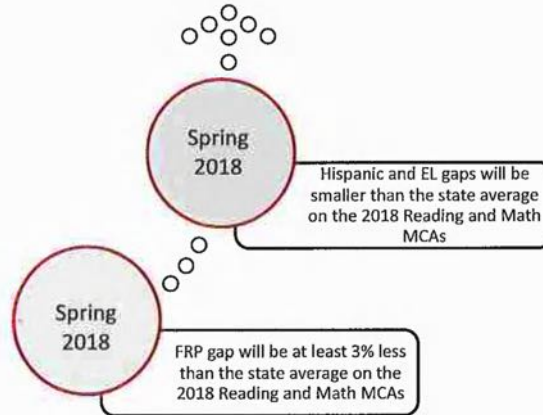 Spring
2018
Hispanic and EL gaps will be
smaller than the state average
on the 2018 Reading and Math
MCAs
Spring
2018
FRP gap will be at least 3% less
than the state average on the
2018 Reading and Math MCAs